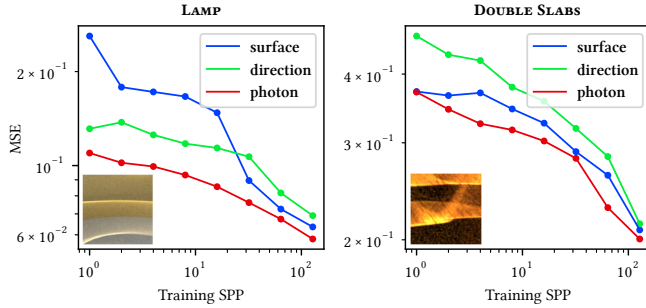 LAMP
MSE
2 × 10⁻¹
10⁻¹
6 × 10⁻²
surface
direction
photon
10⁰
10¹
10²
Training SPP
DOUBLE SLABS
4 × 10⁻¹
3 × 10⁻¹
2 × 10⁻¹
surface
direction
photon
10⁰
10¹
10²
Training SPP